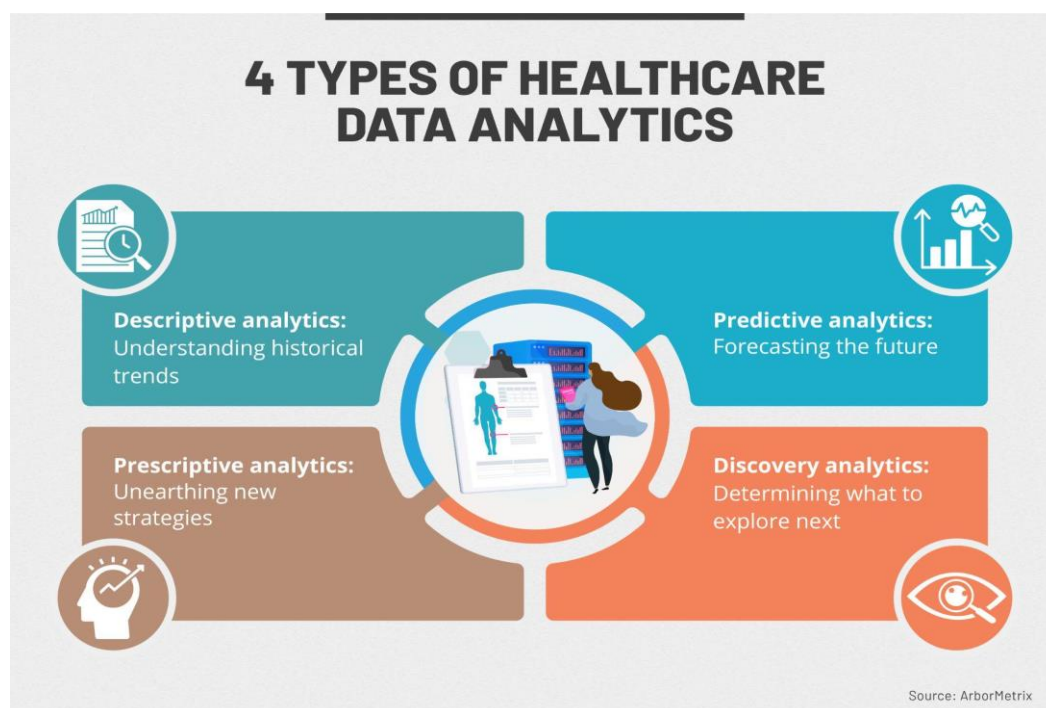 4 TYPES OF HEALTHCARE
DATA ANALYTICS
Descriptive analytics:
Understanding historical
trends
Predictive analytics:
Forecasting the future
Prescriptive analytics:
Unearthing new
strategies
Discovery analytics:
Determining what to
explore next
Source: ArborMetrix